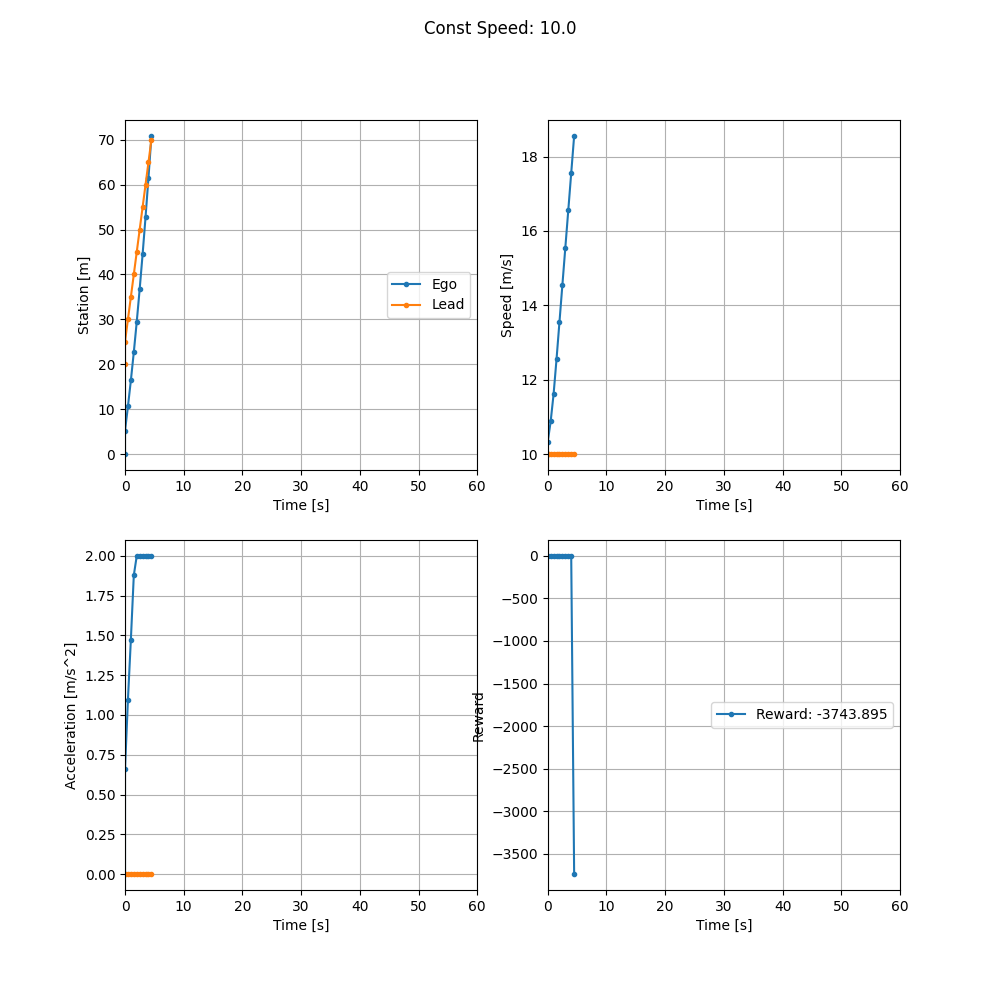 Const Speed: 10.0
Station [m]
70
60
50
40
30
20
10
0
Ego
Lead
0 10 20 30 40 50 60
Time [s]
Speed [m/s]
18
16
14
12
10
0 10 20 30 40 50 60
Time [s]
Acceleration [m/s^2]
2.00
1.75
1.50
1.25
1.00
0.75
0.50
0.25
0.00
0 10 20 30 40 50 60
Time [s]
Reward
0
−500
−1000
−1500
−2000
−2500
−3000
−3500
Reward: -3743.895
0 10 20 30 40 50 60
Time [s]